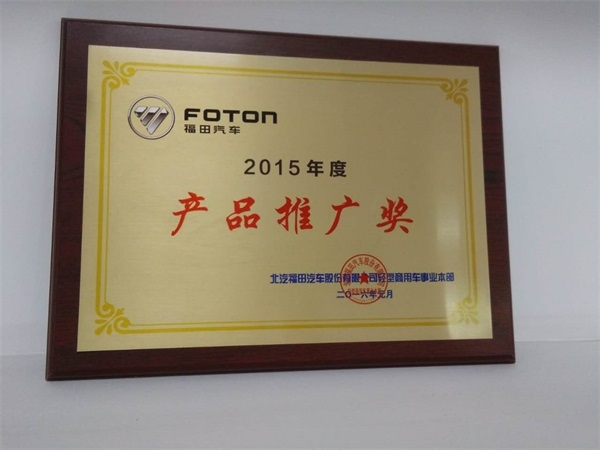 FOTON
福田汽车
2015年度
产品推广奖
北汽福田汽车股份有限公司轻型商用车事业本部
二〇一六年元月